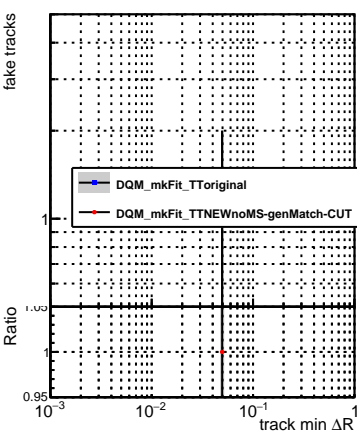 fake tracks
DQM_mkFit_TToriginal
DQM_mkFit_TTNEWnoMS-genMatch-CUT
1
Ratio
1.05
1
0.95
10⁻³ 10⁻² 10⁻¹ 1
track min ΔR